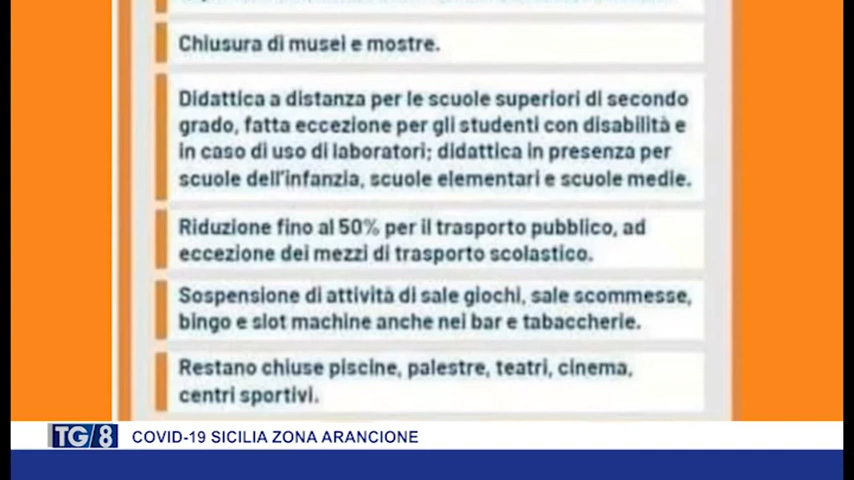 Chiusura di musei e mostre.
Didattica a distanza per le scuole superiori di secondo
grado, fatta eccezione per gli studenti con disabilità e
in caso di uso di laboratori; didattica in presenza per
scuole dell'infanzia, scuole elementari e scuole medie.
Riduzione fino al 50% per il trasporto pubblico, ad
eccezione dei mezzi di trasporto scolastico.
Sospensione di attività di sale giochi, sale scommesse,
bingo e slot machine anche nei bar e tabaccherie.
Restano chiuse piscine, palestre, teatri, cinema,
centri sportivi.
TG/8 COVID-19 SICILIA ZONA ARANCIONE